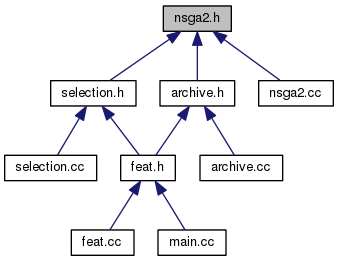 nsga2.h
selection.h
archive.h
nsga2.cc
selection.cc
feat.h
archive.cc
feat.cc
main.cc